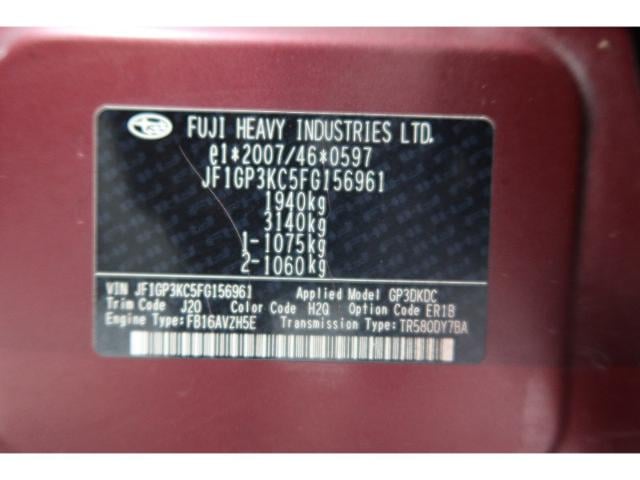 FUJI HEAVY INDUSTRIES LTD.
e1*2007/46*0597
JF1GP3KC5FG156961
1940kg
3140kg
1-1075kg
2-1060kg
VIN JF1GP3KC5FG156961 Applied Model GP3DKDC
Trim Code J20 Color Code H2Q Option Code ER1B
Engine Type: FB16AVZH5E Transmission Type: TR580DY7BA